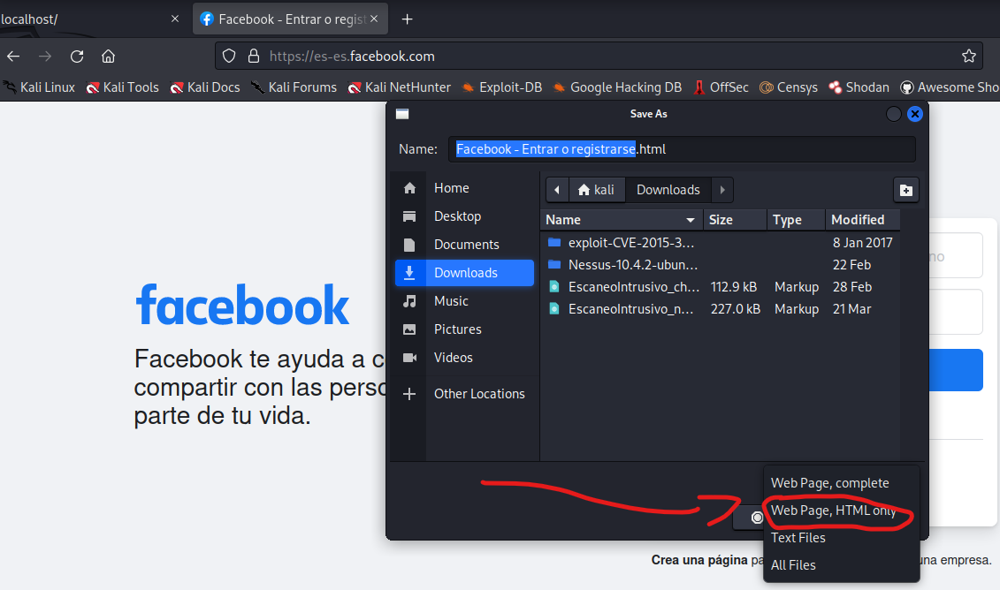 localhost/
Facebook - Entrar o regist
https://es-es.facebook.com
Kali Linux Kali Tools Kali Docs Kali Forums Kali NetHunter Exploit-DB Google Hacking DB OffSec Censys Shodan Awesome Sho
Save As
Name: Facebook - Entrar o registrarse.html
Home
Desktop
Documents
Downloads
Music
Pictures
Videos
Other Locations
kali Downloads
Name Size Type Modified
exploit-CVE-2015-3... 8 Jan 2017
Nessus-10.4.2-ubun... 22 Feb
EscaneoIntrusivo_ch... 112.9 kB Markup 28 Feb
EscaneoIntrusivo_n... 227.0 kB Markup 21 Mar
no
facebook
Facebook te ayuda a c
compartir con las perso
parte de tu vida.
Web Page, complete
Web Page, HTML only
Text Files
All Files
Crea una página pa una empresa.